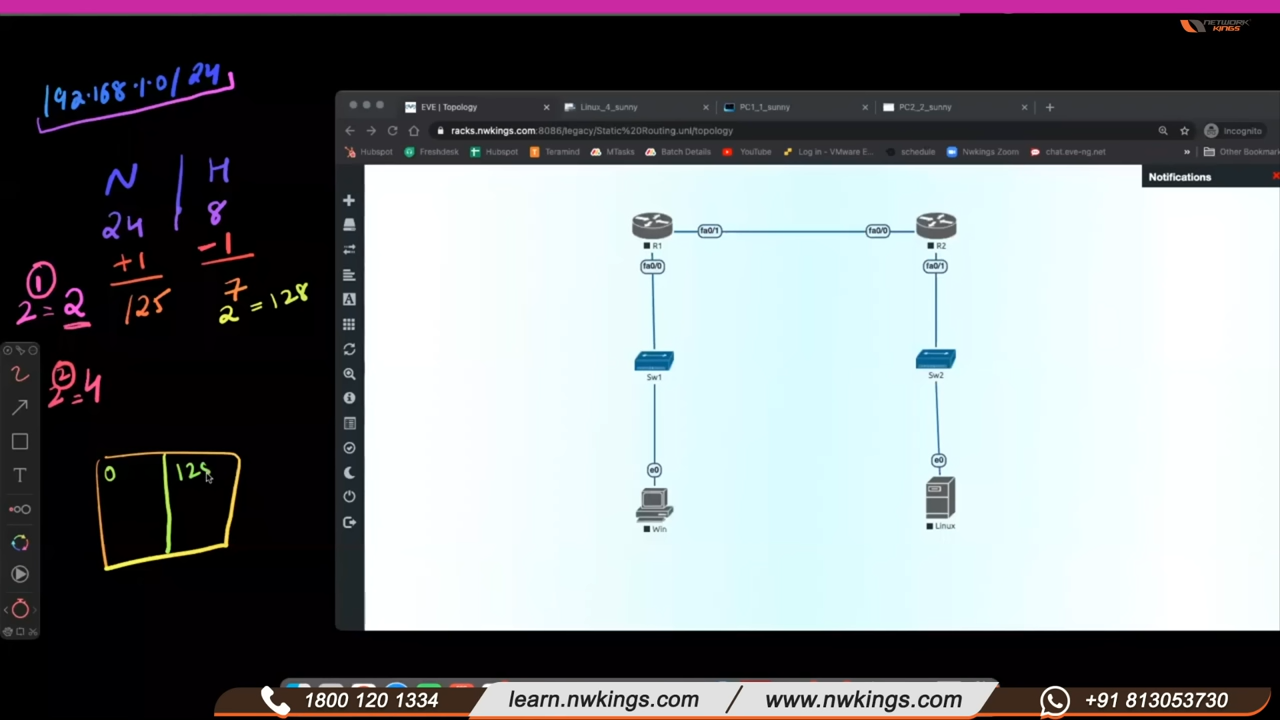 NETWORK
KINGS
192.168.1.0/24
N | H
24 8
+1 -1
/25 7
2 = 128
1
2 = 2
2
2 = 4
0 128
EVE | Topology
Linux_4_sunny
PC1_1_sunny
PC2_2_sunny
racks.nwkings.com:8086/legacy/Static%20Routing.unl/topology
Incognito
Hubspot
Freshdesk
Hubspot
Teramind
MTasks
Batch Details
YouTube
Log in - VMware E...
schedule
Nwkings Zoom
chat.eve-ng.net
»
Other Bookmark
Notifications
R1
fa0/1
fa0/0
R2
fa0/0
fa0/1
Sw1
Sw2
e0
e0
Win
Linux
1800 120 1334
learn.nwkings.com / www.nwkings.com
+91 813053730